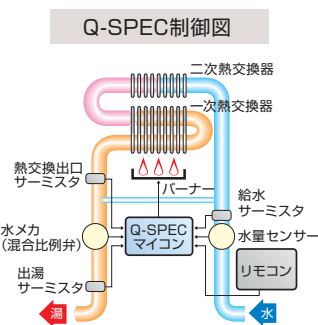 Q-SPEC制御図
二次熱交換器
一次熱交換器
熱交換出口
サーミスタ
バーナー
給水
サーミスタ
水メカ
(混合比例弁)
Q-SPEC
マイコン
水量センサー
出湯
サーミスタ
リモコン
湯
水